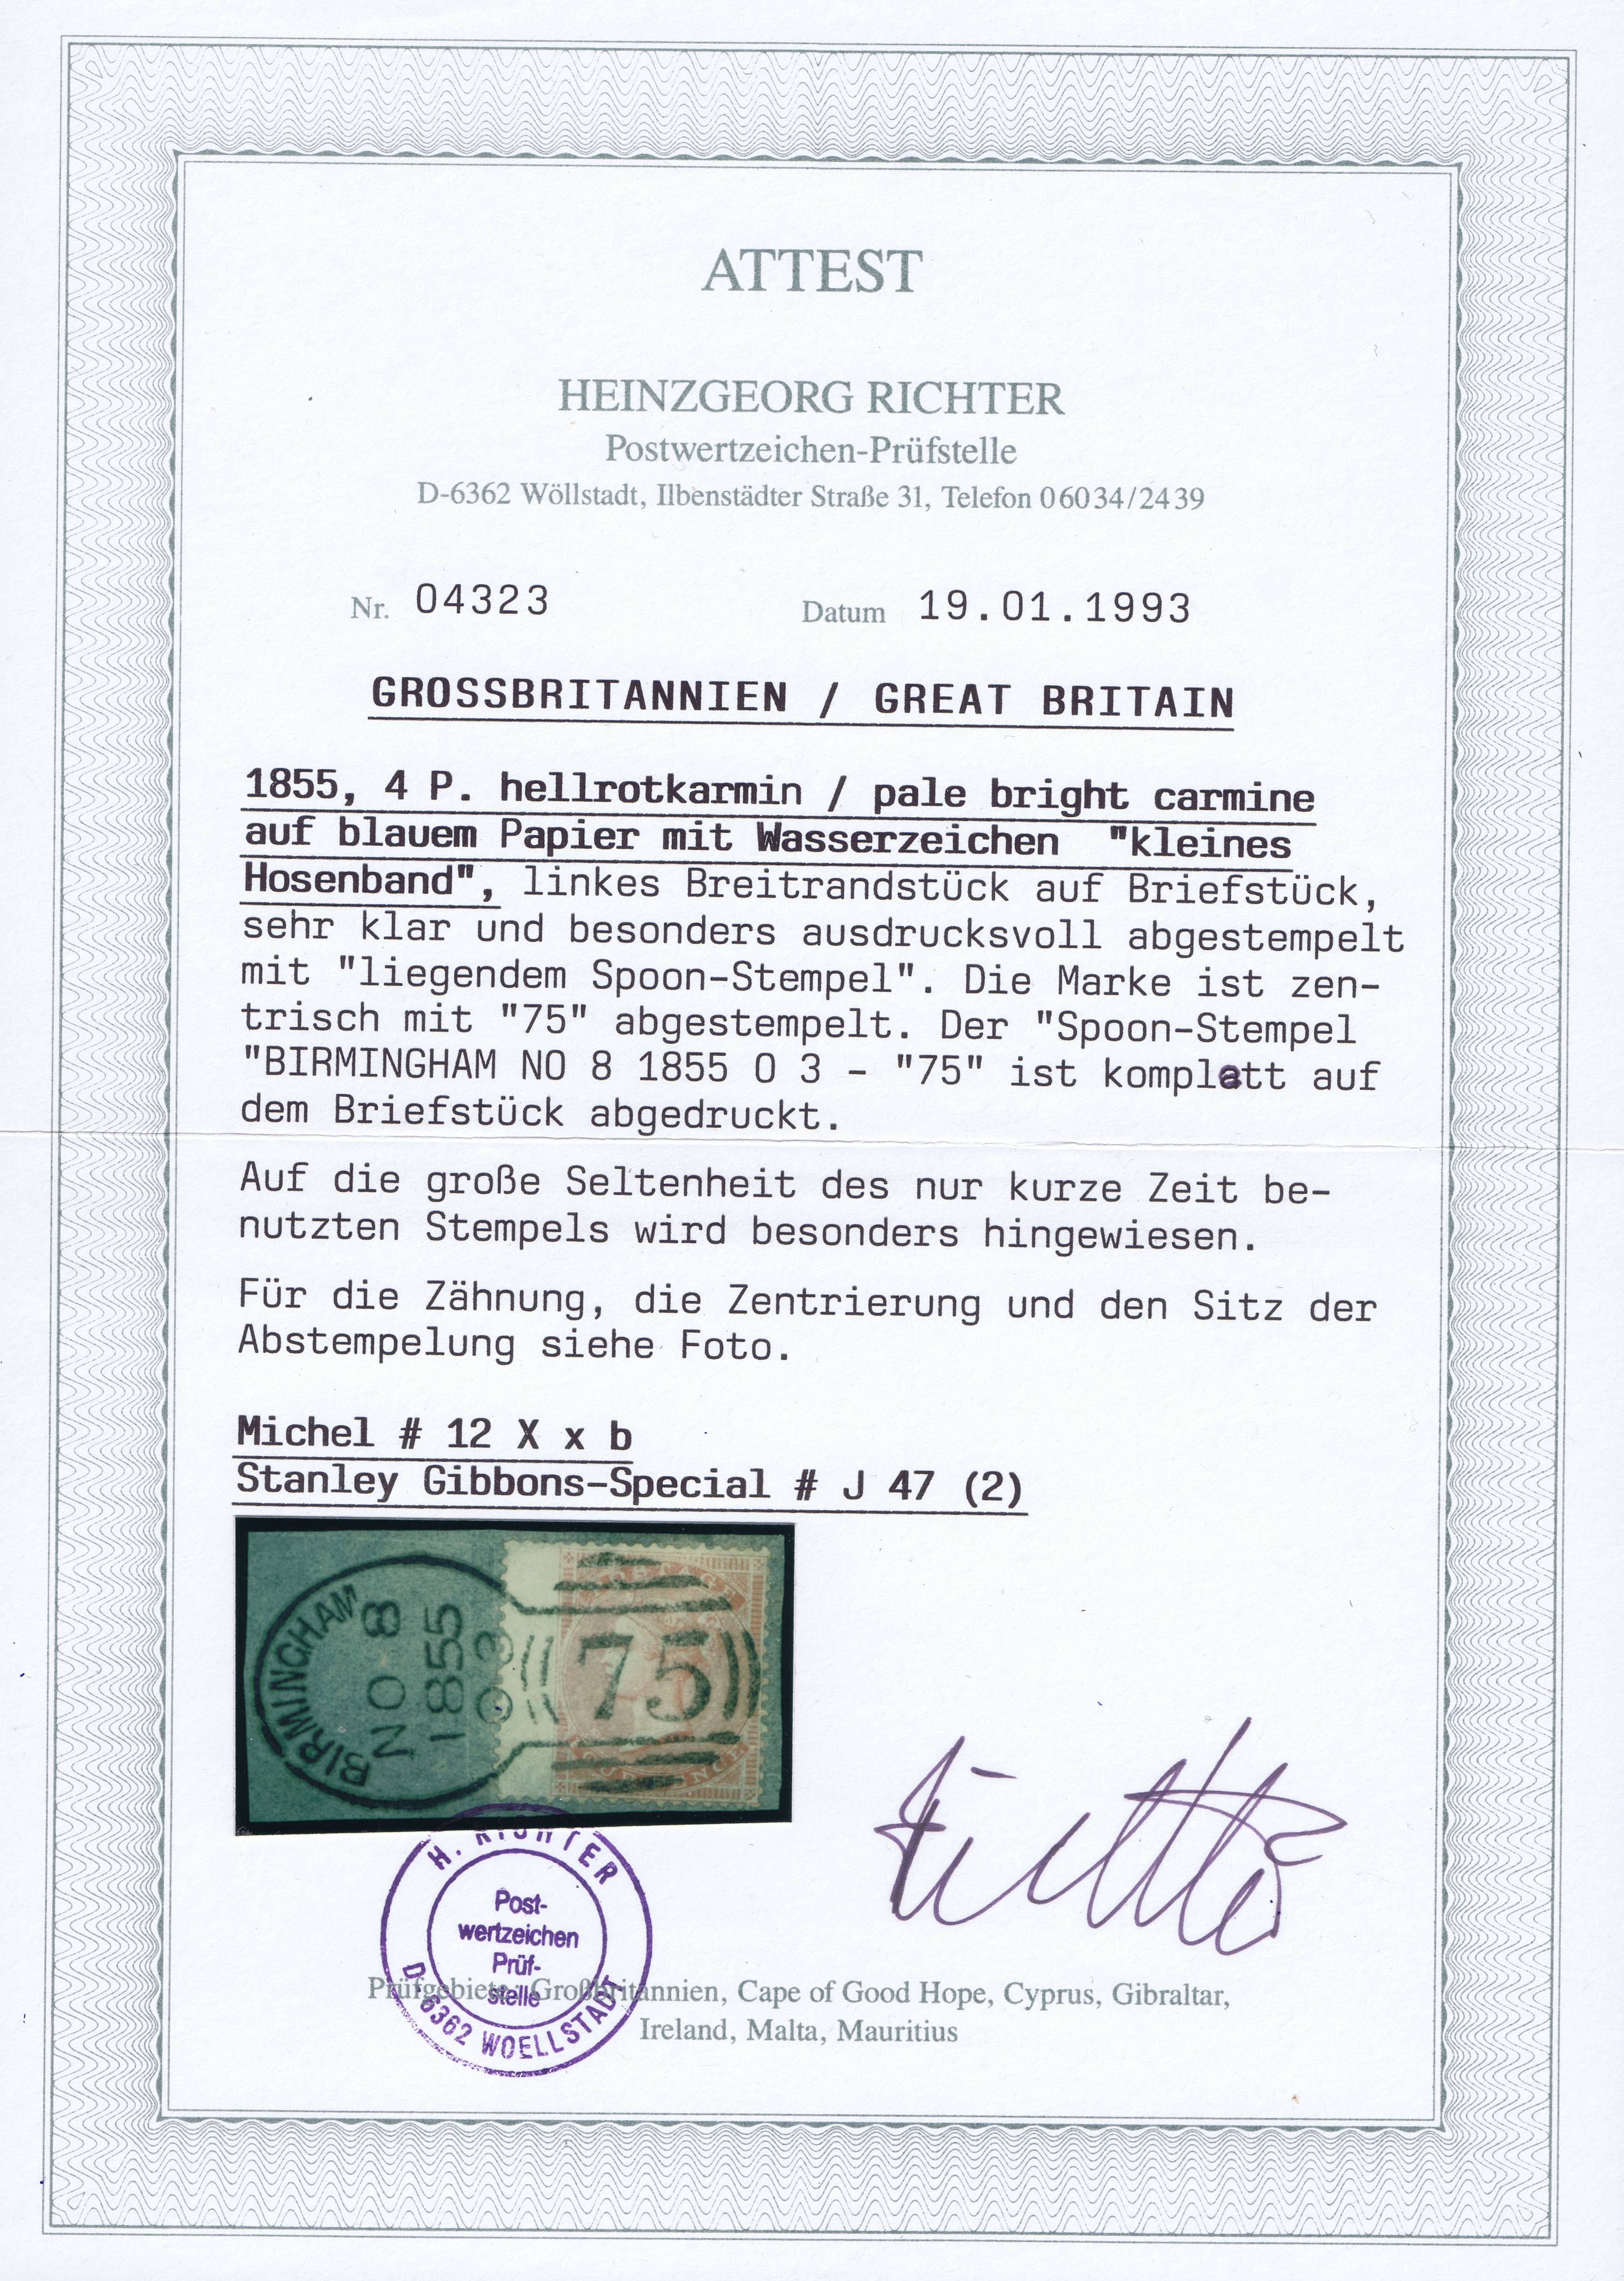 ATTEST
HEINZGEORG RICHTER
Postwertzeichen-Prüfstelle
D-6362 Wöllstadt, Ilbenstädter Straße 31, Telefon 06034/2439
Nr. 04323 Datum 19.01.1993
GROSSBRITANNIEN / GREAT BRITAIN
1855, 4 P. hellrotkarmin / pale bright carmine
auf blauem Papier mit Wasserzeichen "kleines
Hosenband", linkes Breitrandstück auf Briefstück,
sehr klar und besonders ausdrucksvoll abgestempelt
mit "liegendem Spoon-Stempel". Die Marke ist zen-
trisch mit "75" abgestempelt. Der "Spoon-Stempel
"BIRMINGHAM NO 8 1855 0 3 - "75" ist komplatt auf
dem Briefstück abgedruckt.
Auf die große Seltenheit des nur kurze Zeit be-
nutzten Stempels wird besonders hingewiesen.
Für die Zähnung, die Zentrierung und den Sitz der
Abstempelung siehe Foto.
Michel # 12 X x b
Stanley Gibbons-Special # J 47 (2)
BIRMINGHAM
NO 8
1855
75
H. RICHTER
Post-
wertzeichen
Prüf-
stelle
D-6362 WOELLSTADT
Prüfgebiete: Großbritannien, Cape of Good Hope, Cyprus, Gibraltar,
Ireland, Malta, Mauritius